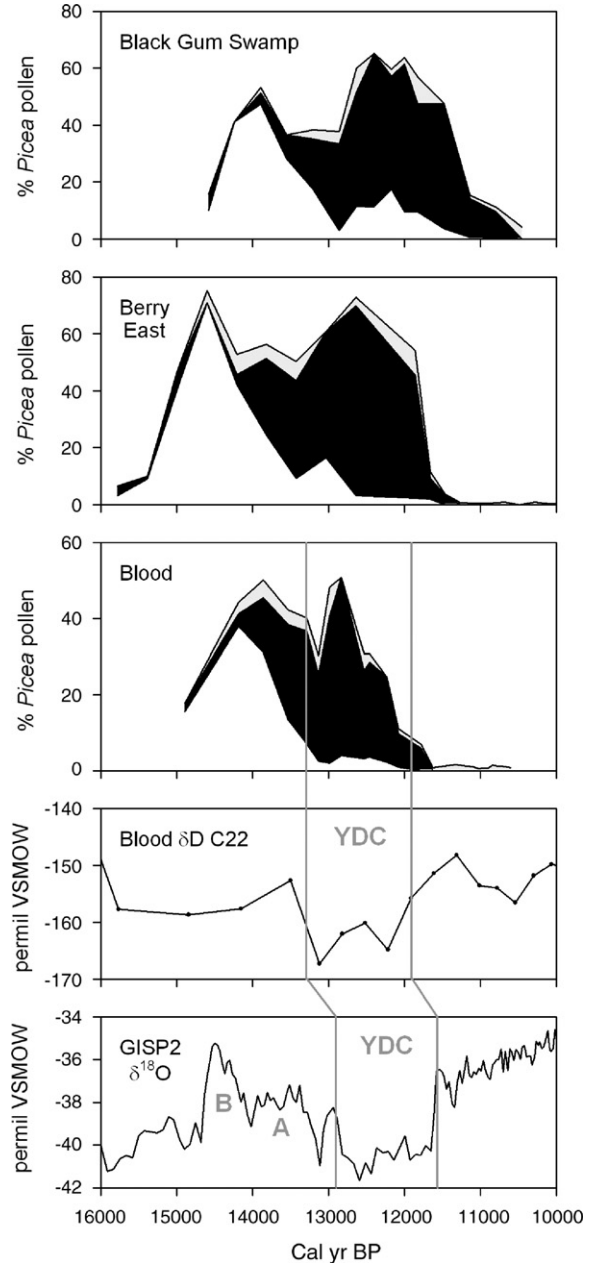 80
60
40
20
0
% Picea pollen
Black Gum Swamp
80
60
40
20
0
% Picea pollen
Berry
East
60
40
20
0
% Picea pollen
Blood
-140
-150
-160
-170
permil VSMOW
Blood δD C22
YDC
-34
-36
-38
-40
-42
permil VSMOW
GISP2
δ18O
B
A
YDC
16000 15000 14000 13000 12000 11000 10000
Cal yr BP